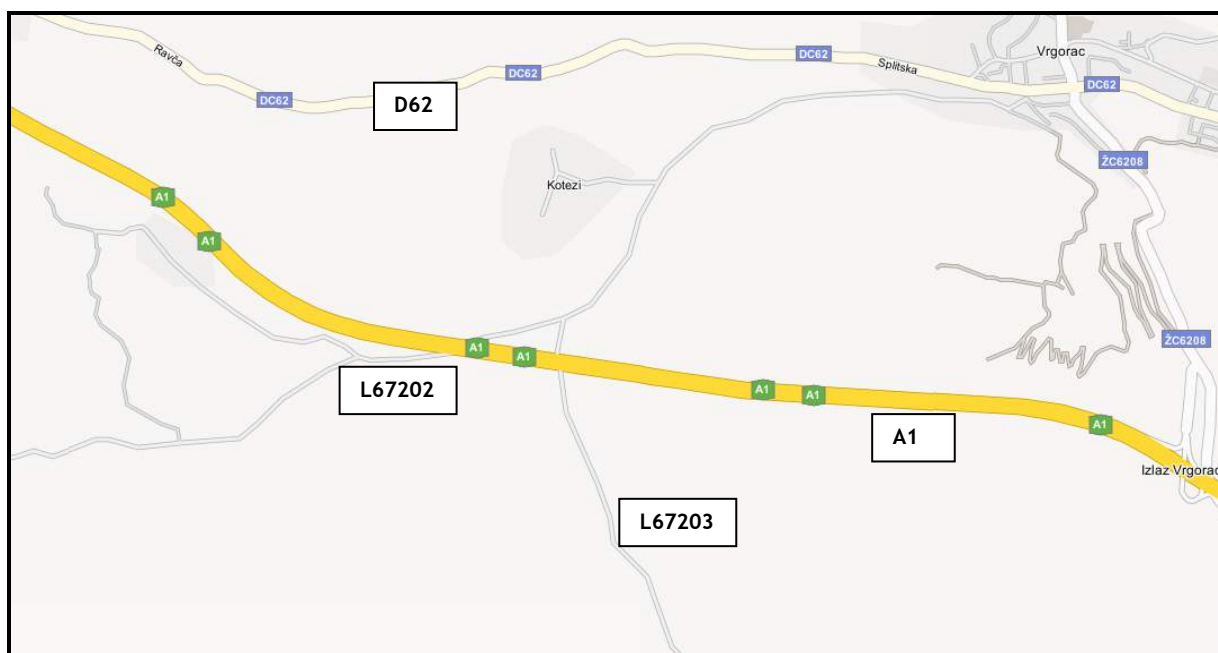 Vrgorac
Ravča
DC62
DC62
DC62
Splitska
DC62
D62
ŽC6208
Kotezi
A1
A1
ŽC6208
A1
A1
L67202
A1
A1
A1
A1
Izlaz Vrgorac
L67203